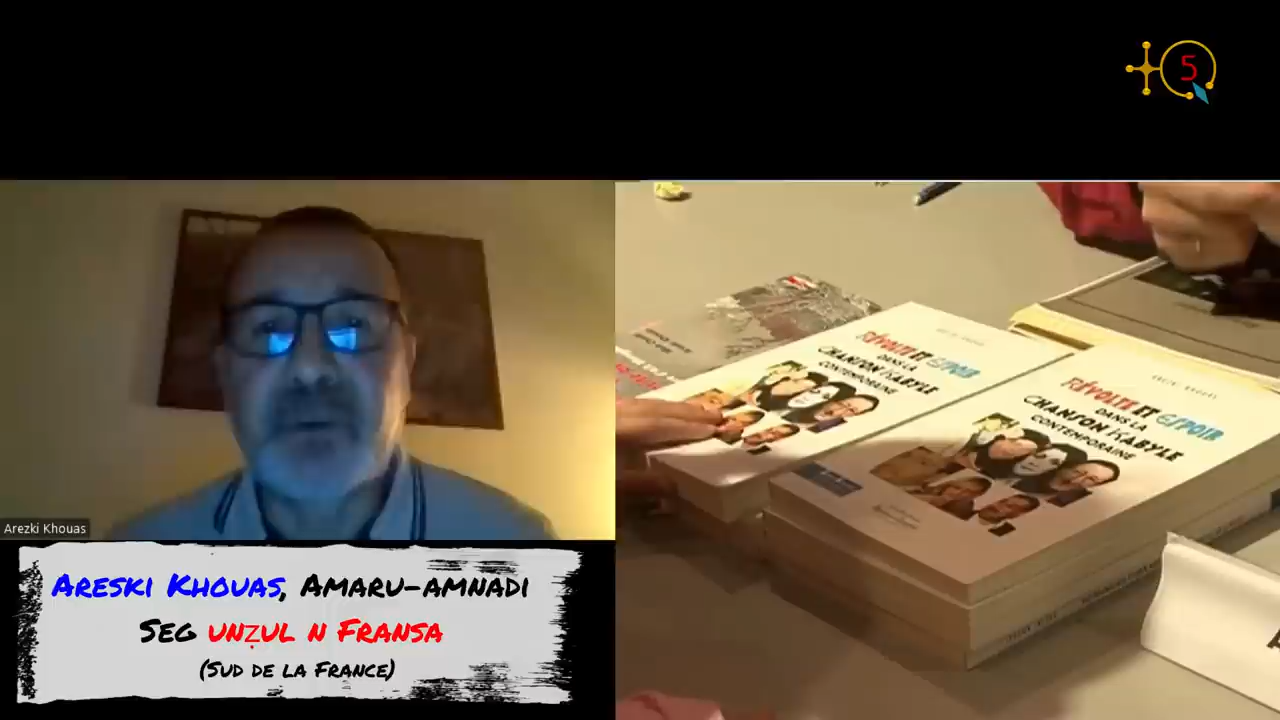 5
Arezki Khouas
ARESKI KHOUAS, AMARU-AMNADI
SEG UNẒUL N FRANSA
(SUD DE LA FRANCE)
RÉVOLTE ET ESPOIR
DANS LA
CHANSON KABYLE
CONTEMPORAINE
RÉVOLTE ET ESPOIR
DANS LA
CHANSON KABYLE
CONTEMPORAINE